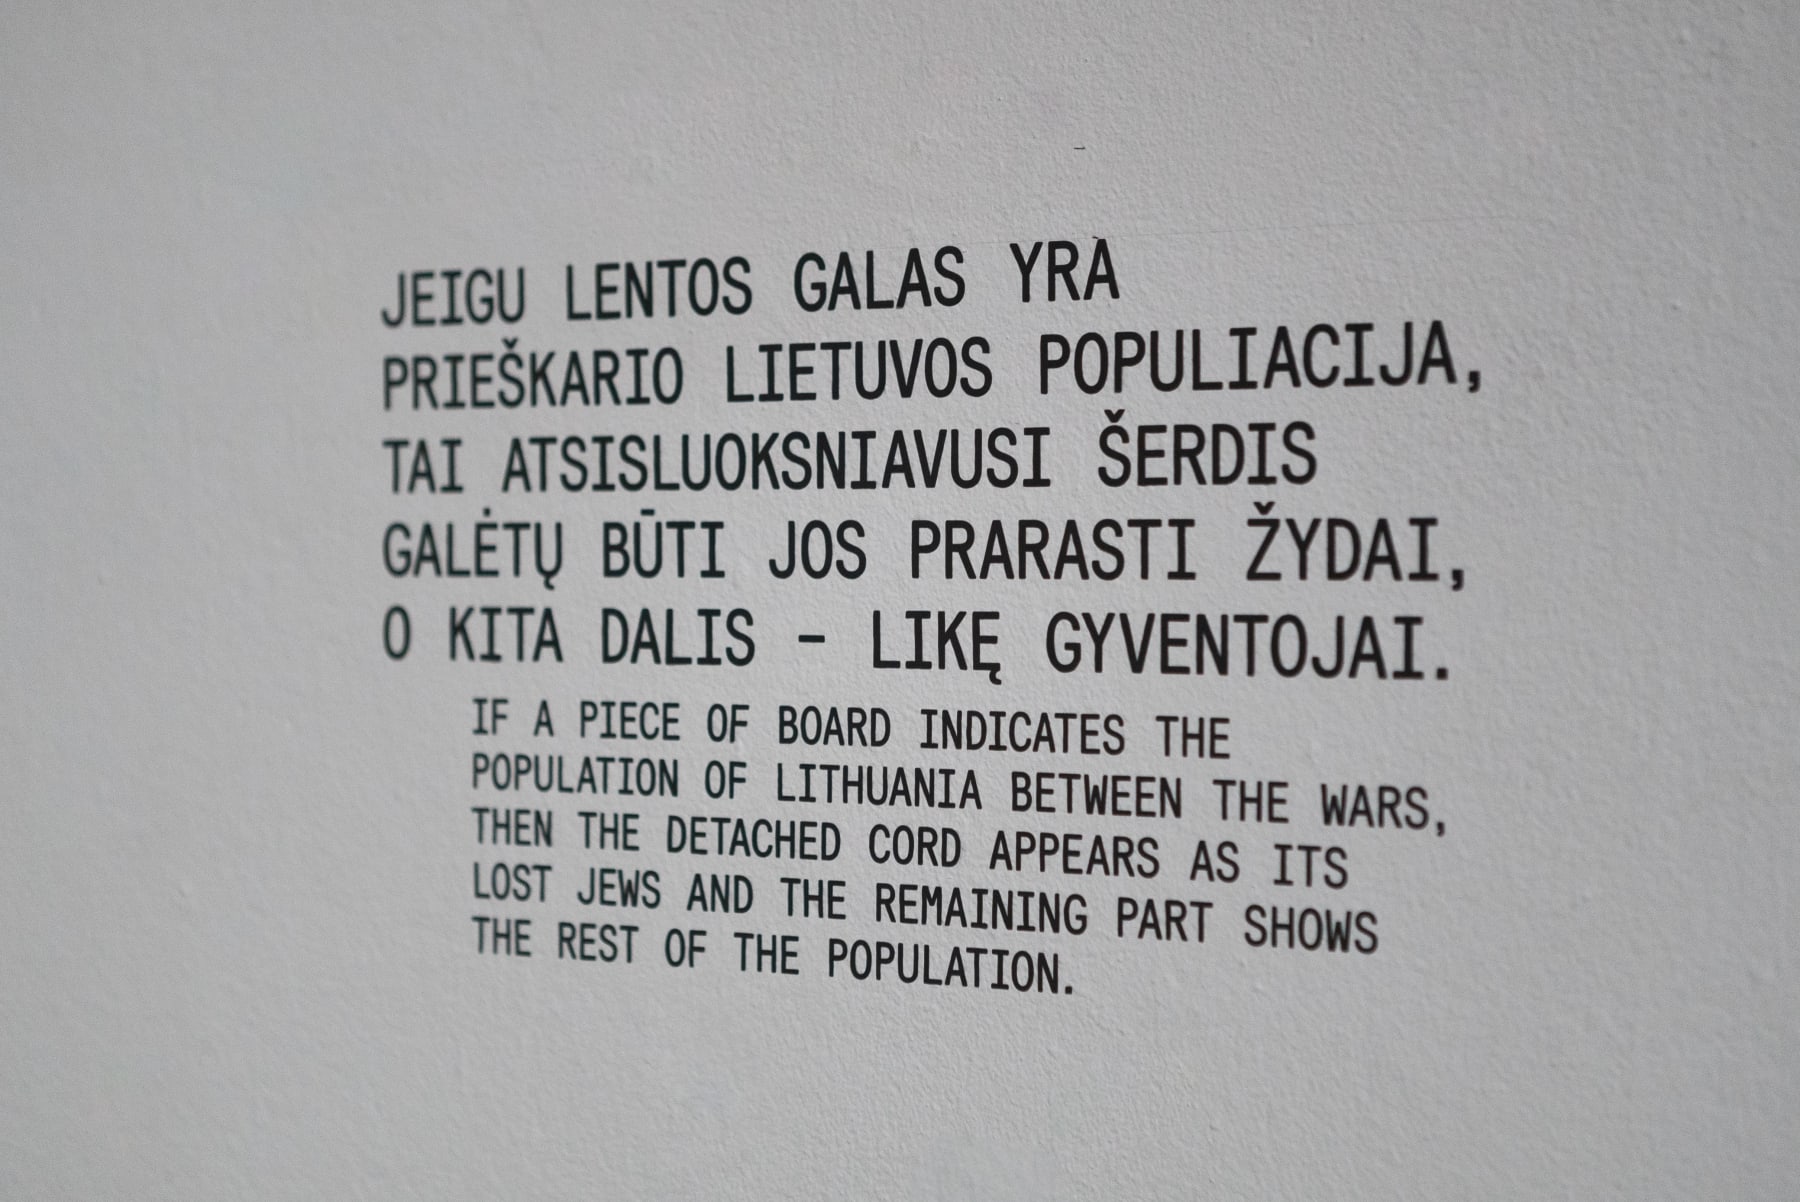 JEIGU LENTOS GALAS YRA
PRIEŠKARIO LIETUVOS POPULIACIJA,
TAI ATSISLUOKSNIAVUSI ŠERDIS
GALĖTŲ BŪTI JOS PRARASTI ŽYDAI,
O KITA DALIS – LIKĘ GYVENTOJAI.
IF A PIECE OF BOARD INDICATES THE
POPULATION OF LITHUANIA BETWEEN THE WARS,
THEN THE DETACHED CORD APPEARS AS ITS
LOST JEWS AND THE REMAINING PART SHOWS
THE REST OF THE POPULATION.